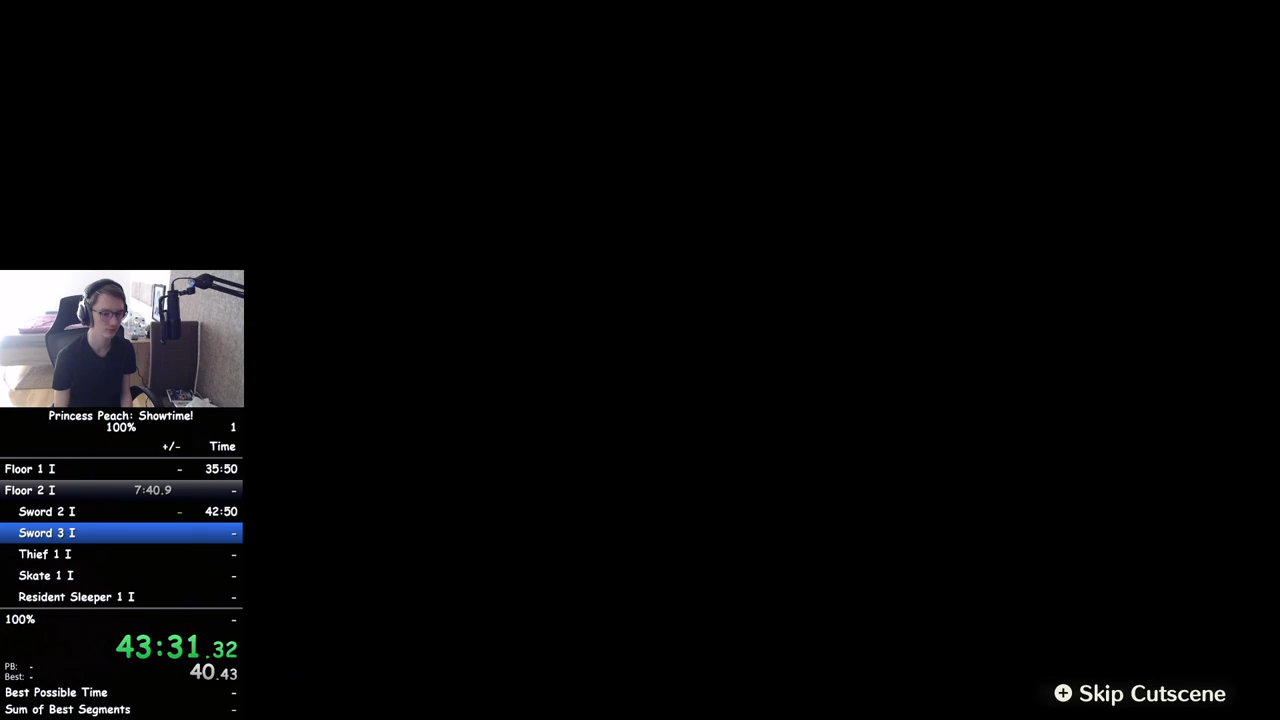 Princess Peach: Showtime!
100% 1
+/- Time
Floor 1 I - 35:50
Floor 2 I 7:40.9 -
Sword 2 I - 42:50
Sword 3 I -
Thief 1 I -
Skate 1 I -
Resident Sleeper 1 I -
100% -
43:31.32
PB: -
40.43
Best: -
Best Possible Time -
Sum of Best Segments -
Skip Cutscene